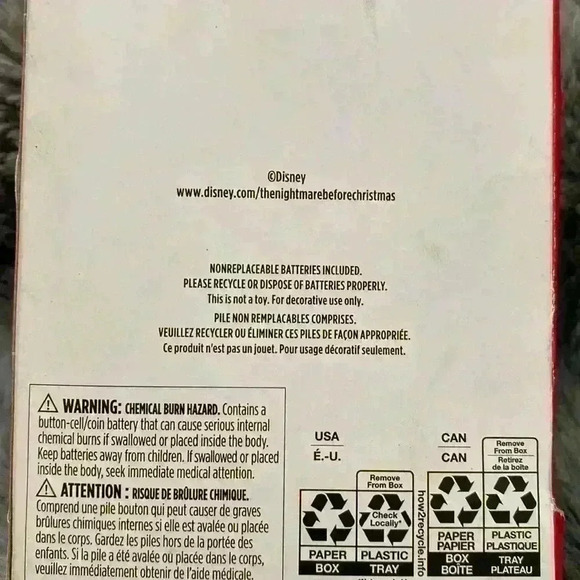 ©Disney
www.disney.com/thenightmarebeforechristmas
NONREPLACEABLE BATTERIES INCLUDED.
PLEASE RECYCLE OR DISPOSE OF BATTERIES PROPERLY.
This is not a toy. For decorative use only.
PILE NON REMPLACABLES COMPRISES.
VEUILLEZ RECYCLER OU ÉLIMINER CES PILES DE FAÇON APPROPRIÉE.
Ce produit n'est pas un jouet. Pour usage décoratif seulement.
WARNING: CHEMICAL BURN HAZARD. Contains a
button-cell/coin battery that can cause serious internal
chemical burns if swallowed or placed inside the body.
Keep batteries away from children. If swallowed or placed
inside the body, seek immediate medical attention.
ATTENTION : RISQUE DE BRÛLURE CHIMIQUE.
Comprend une pile bouton qui peut causer de graves
brûlures chimiques internes si elle est avalée ou placée
dans le corps. Gardez les piles hors de la portée des
enfants. Si la pile a été avalée ou placée dans le corps,
veuillez immédiatement obtenir de l'aide médicale.
USA
É.-U.
Remove
From Box
Check
Locally*
PAPER
BOX
PLASTIC
TRAY
how2recycle.info
CAN
CAN
Remove
From Box
Retirez
de la boîte
PAPER
PAPIER
BOX
BOÎTE
PLASTIC
PLASTIQUE
TRAY
PLATEAU